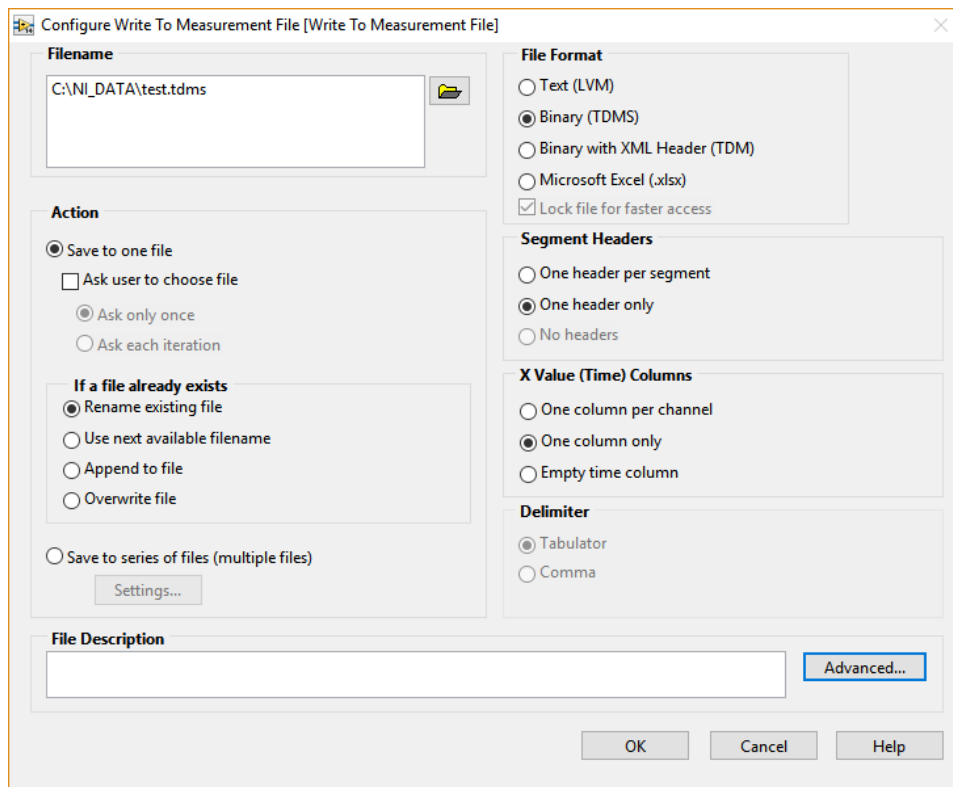 Configure Write To Measurement File [Write To Measurement File]
Filename
C:\NI_DATA\test.tdms
Action
Save to one file
Ask user to choose file
Ask only once
Ask each iteration
If a file already exists
Rename existing file
Use next available filename
Append to file
Overwrite file
Save to series of files (multiple files)
Settings...
File Format
Text (LVM)
Binary (TDMS)
Binary with XML Header (TDM)
Microsoft Excel (.xlsx)
Lock file for faster access
Segment Headers
One header per segment
One header only
No headers
X Value (Time) Columns
One column per channel
One column only
Empty time column
Delimiter
Tabulator
Comma
File Description
Advanced...
OK
Cancel
Help